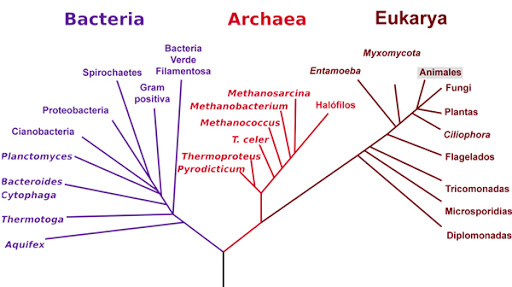 Bacteria
Archaea
Eukarya
Bacteria
Verde
Filamentosa
Spirochaetes
Gram
positiva
Proteobacteria
Cianobacteria
Planctomyces
Bacteroides
Cytophaga
Thermotoga
Aquifex
Methanosarcina
Methanobacterium
Halófilos
Methanococcus
T. celer
Thermoproteus
Pyrodicticum
Myxomycota
Entamoeba
Animales
Fungi
Plantas
Ciliophora
Flagelados
Tricomonadas
Microsporidias
Diplomonadas